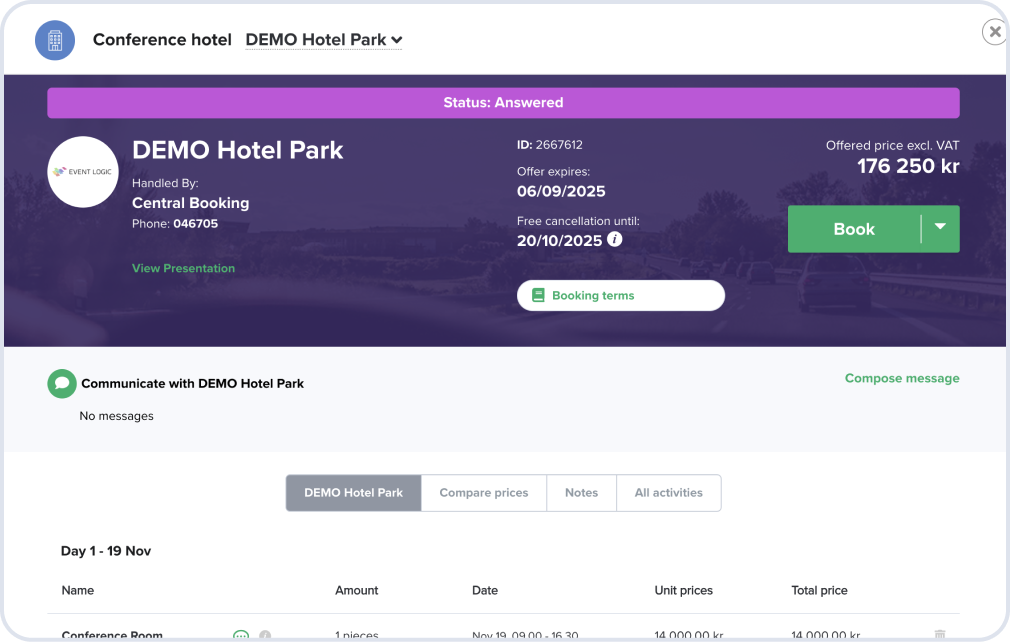 Conference hotel DEMO Hotel Park
Status: Answered
EVENT LOGIC
DEMO Hotel Park
Handled By:
Central Booking
Phone: 046705
View Presentation
ID: 2667612
Offer expires:
06/09/2025
Free cancellation until:
20/10/2025
Booking terms
Offered price excl. VAT
176 250 kr
Book
Communicate with DEMO Hotel Park
Compose message
No messages
DEMO Hotel Park Compare prices Notes All activities
Day 1 - 19 Nov
Name Amount Date Unit prices Total price
Conference Room 1 pieces Nov 19, 09.00 - 16.30 14 000,00 kr 14 000,00 kr